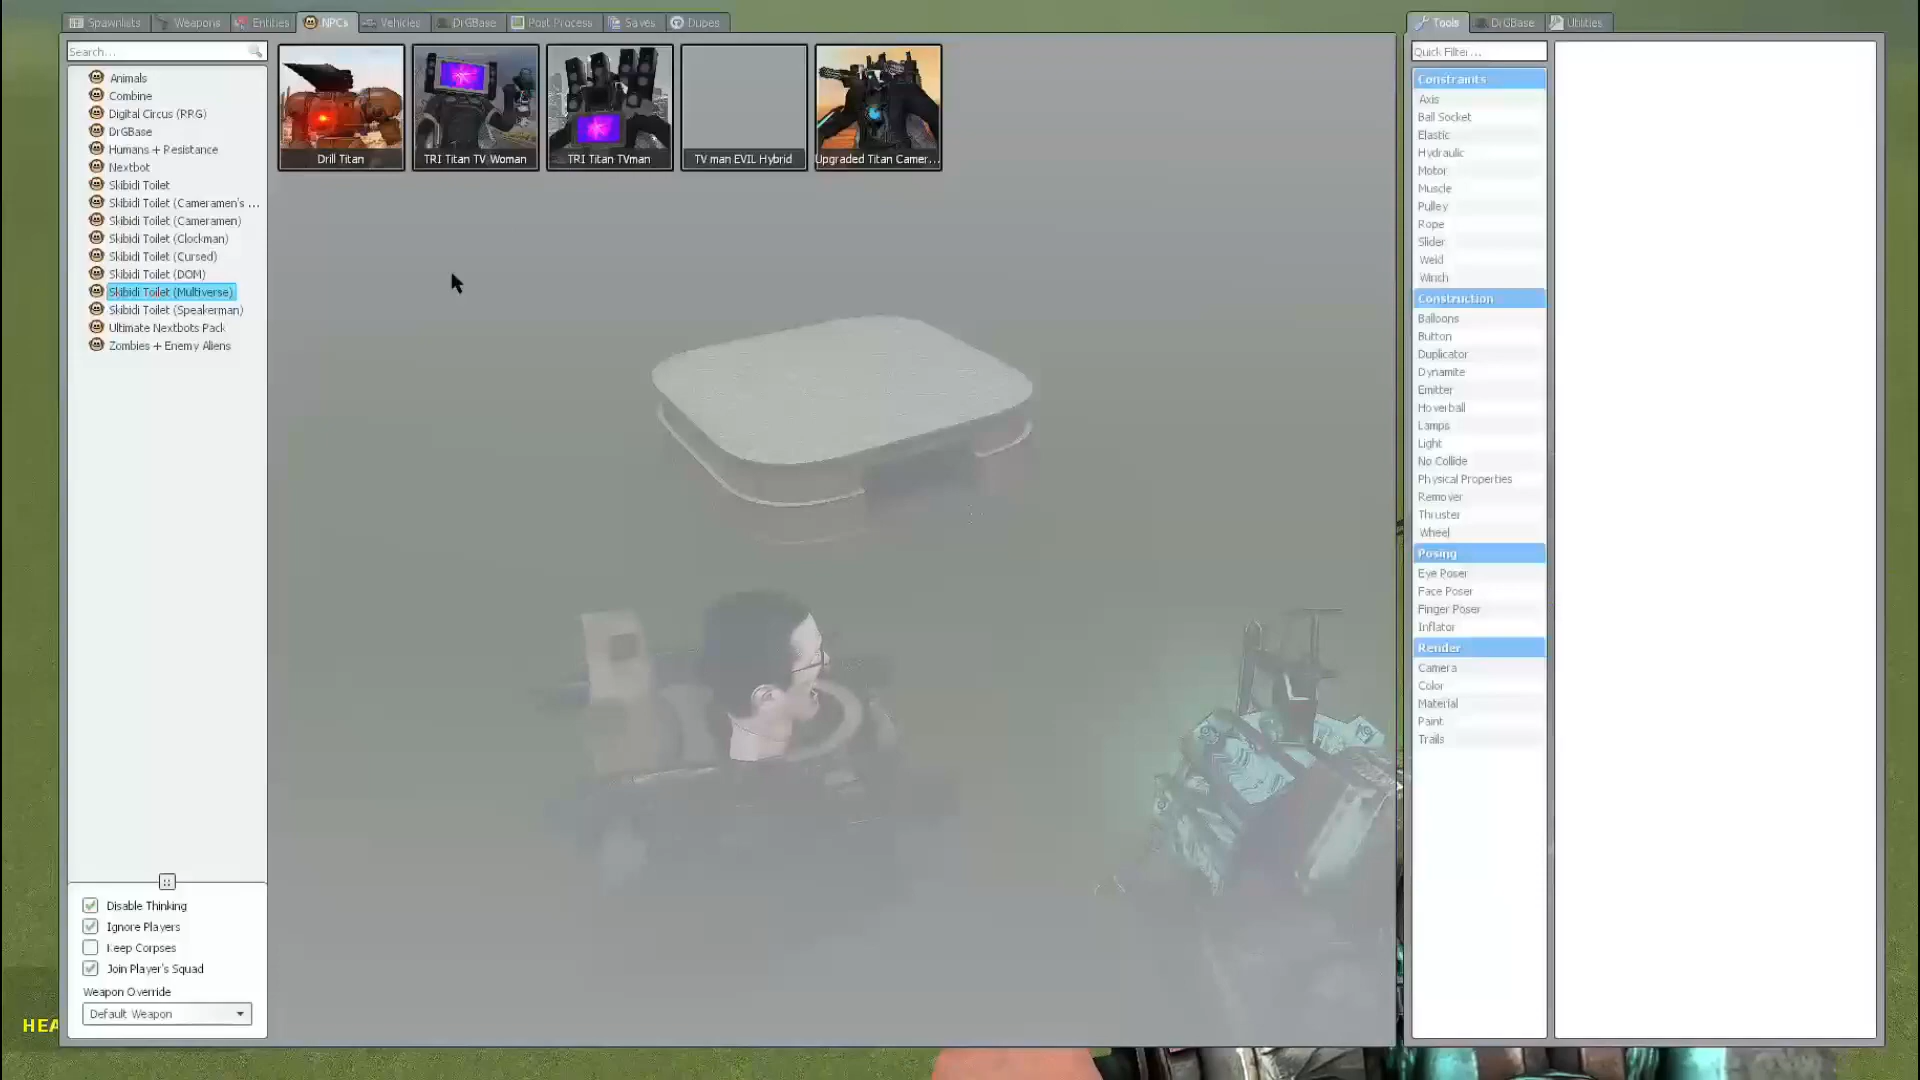 Spawnlists
Weapons
Entities
NPCs
Vehicles
DrGBase
Post Process
Saves
Dupes
Tools
DrGBase
Utilities
Search...
Animals
Combine
Digital Circus (RRG)
DrGBase
Humans + Resistance
Nextbot
Skibidi Toilet
Skibidi Toilet (Cameramen's ...
Skibidi Toilet (Cameramen)
Skibidi Toilet (Clockman)
Skibidi Toilet (Cursed)
Skibidi Toilet (DOM)
Skibidi Toilet (Multiverse)
Skibidi Toilet (Speakerman)
Ultimate Nextbots Pack
Zombies + Enemy Aliens
Disable Thinking
Ignore Players
Keep Corpses
Join Player's Squad
Weapon Override
Default Weapon
HEA
Drill Titan
TRI Titan TV Woman
TRI Titan TVman
TV man EVIL Hybrid
Upgraded Titan Camer...
Quick Filter ...
Constraints
Axis
Ball Socket
Elastic
Hydraulic
Motor
Muscle
Pulley
Rope
Slider
Weld
Winch
Construction
Balloons
Button
Duplicator
Dynamite
Emitter
Hoverball
Lamps
Light
No Collide
Physical Properties
Remover
Thruster
Wheel
Posing
Eye Poser
Face Poser
Finger Poser
Inflator
Render
Camera
Color
Material
Paint
Trails